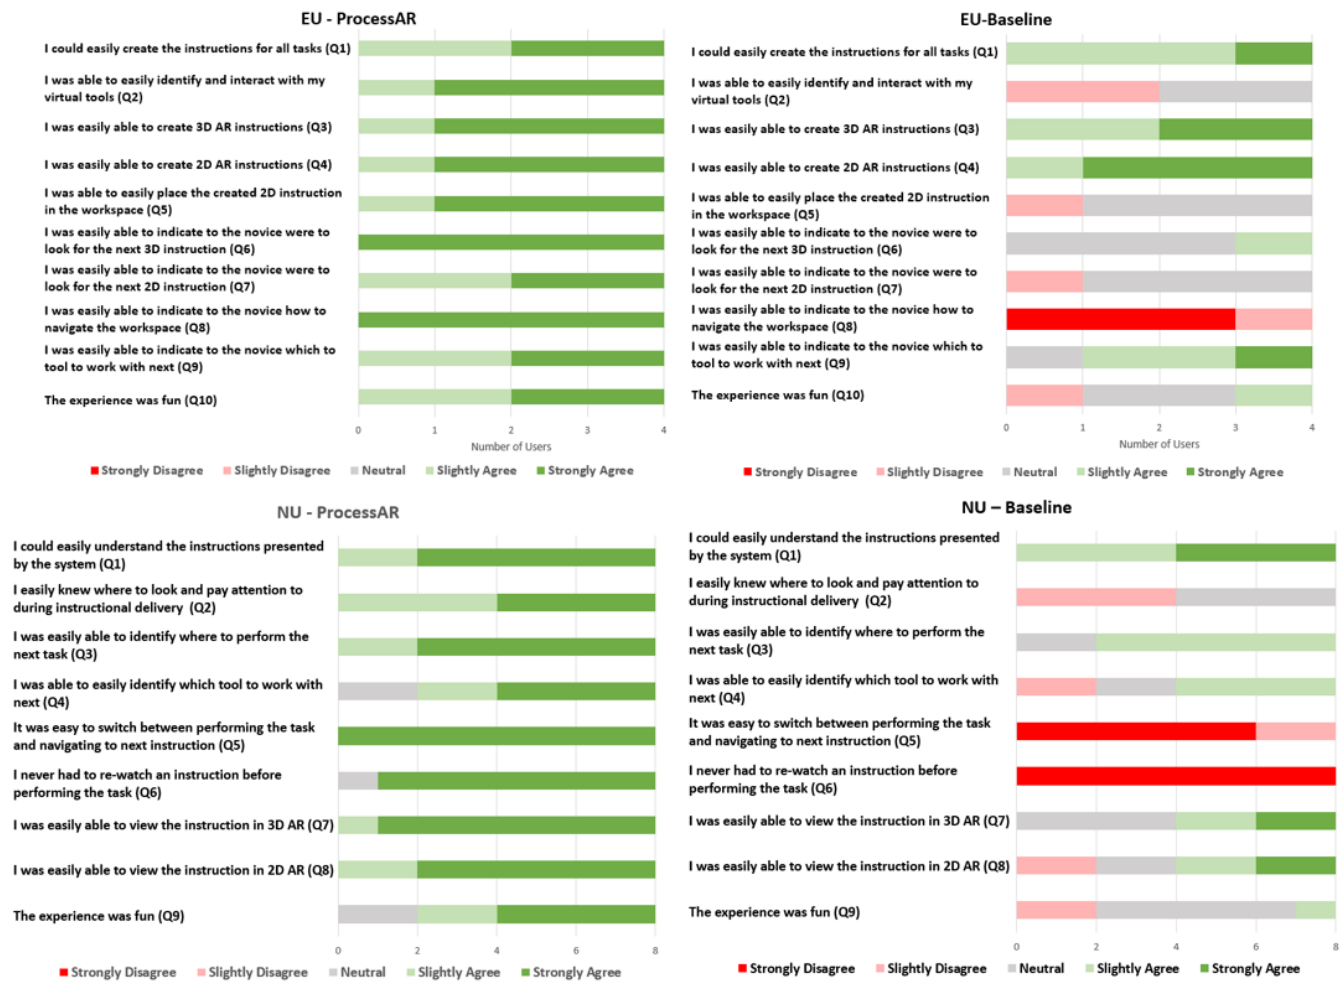 EU - ProcessAR
I could easily create the instructions for all tasks (Q1)
I was able to easily identify and interact with my
virtual tools (Q2)
I was easily able to create 3D AR instructions (Q3)
I was easily able to create 2D AR instructions (Q4)
I was able to easily place the created 2D instruction
in the workspace (Q5)
I was easily able to indicate to the novice were to
look for the next 3D instruction (Q6)
I was easily able to indicate to the novice were to
look for the next 2D instruction (Q7)
I was easily able to indicate to the novice how to
navigate the workspace (Q8)
I was easily able to indicate to the novice which to
tool to work with next (Q9)
The experience was fun (Q10)
0 1 2 3 4
Number of Users
Strongly Disagree Slightly Disagree Neutral Slightly Agree Strongly Agree
EU-Baseline
I could easily create the instructions for all tasks (Q1)
I was able to easily identify and interact with my
virtual tools (Q2)
I was easily able to create 3D AR instructions (Q3)
I was easily able to create 2D AR instructions (Q4)
I was able to easily place the created 2D instruction
in the workspace (Q5)
I was easily able to indicate to the novice were to
look for the next 3D instruction (Q6)
I was easily able to indicate to the novice were to
look for the next 2D instruction (Q7)
I was easily able to indicate to the novice how to
navigate the workspace (Q8)
I was easily able to indicate to the novice which to
tool to work with next (Q9)
The experience was fun (Q10)
0 1 2 3 4
Number of Users
Strongly Disagree Slightly Disagree Neutral Slightly Agree Strongly Agree
NU - ProcessAR
I could easily understand the instructions presented
by the system (Q1)
I easily knew where to look and pay attention to
during instructional delivery (Q2)
I was easily able to identify where to perform the
next task (Q3)
I was able to easily identify which tool to work with
next (Q4)
It was easy to switch between performing the task
and navigating to next instruction (Q5)
I never had to re-watch an instruction before
performing the task (Q6)
I was easily able to view the instruction in 3D AR (Q7)
I was easily able to view the instruction in 2D AR (Q8)
The experience was fun (Q9)
0 2 4 6 8
Strongly Disagree Slightly Disagree Neutral Slightly Agree Strongly Agree
NU – Baseline
I could easily understand the instructions presented
by the system (Q1)
I easily knew where to look and pay attention to
during instructional delivery (Q2)
I was easily able to identify where to perform the
next task (Q3)
I was able to easily identify which tool to work with
next (Q4)
It was easy to switch between performing the task
and navigating to next instruction (Q5)
I never had to re-watch an instruction before
performing the task (Q6)
I was easily able to view the instruction in 3D AR (Q7)
I was easily able to view the instruction in 2D AR (Q8)
The experience was fun (Q9)
0 2 4 6 8
Strongly Disagree Slightly Disagree Neutral Slightly Agree Strongly Agree